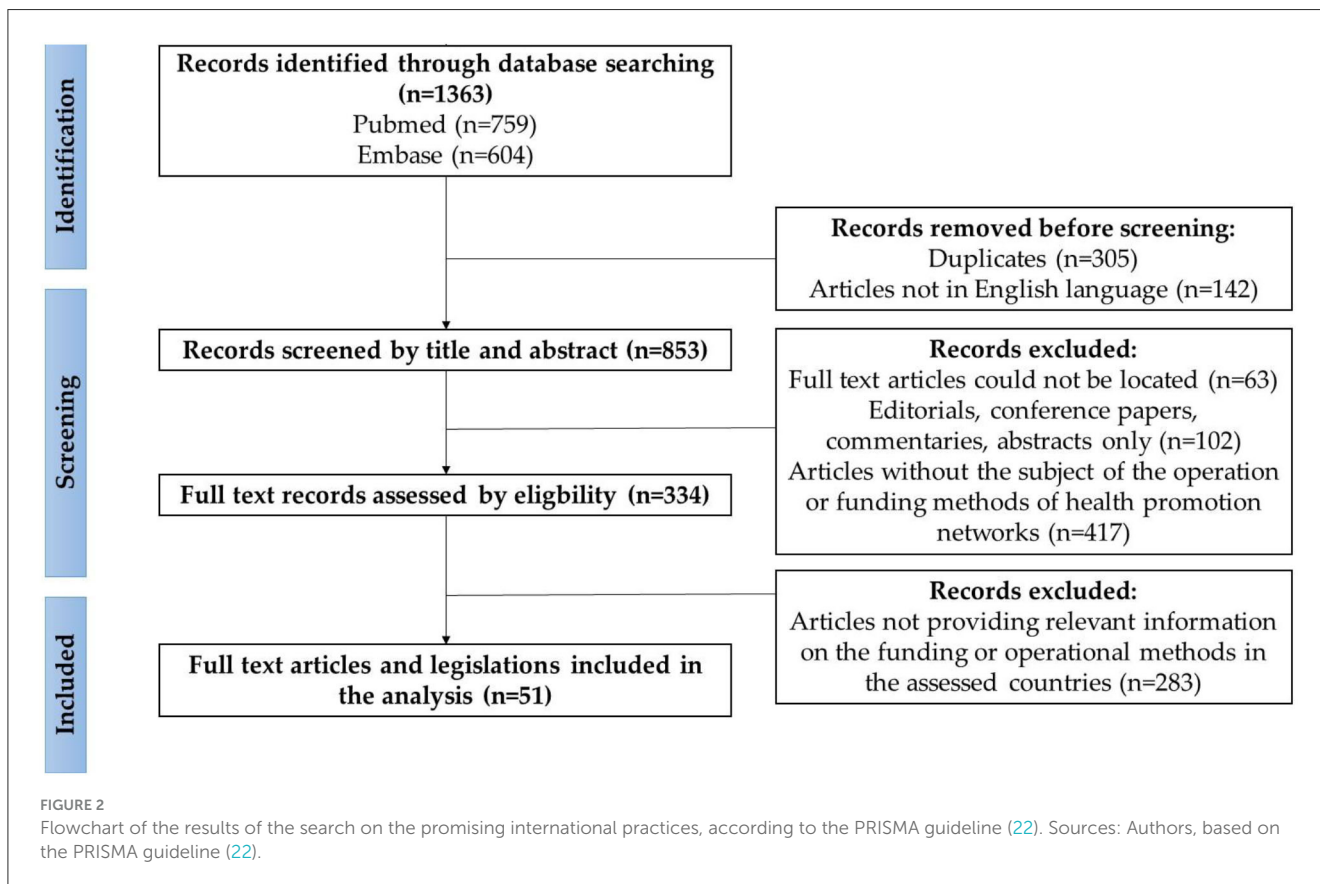 Identification
Records identified through database searching
(n=1363)
Pubmed (n=759)
Embase (n=604)
Records removed before screening:
Duplicates (n=305)
Articles not in English language (n=142)
Screening
Records screened by title and abstract (n=853)
Records excluded:
Full text articles could not be located (n=63)
Editorials, conference papers,
commentaries, abstracts only (n=102)
Articles without the subject of the operation
or funding methods of health promotion
networks (n=417)
Full text records assessed by eligbility (n=334)
Records excluded:
Articles not providing relevant information
on the funding or operational methods in
the assessed countries (n=283)
Included
Full text articles and legislations included in
the analysis (n=51)
FIGURE 2
Flowchart of the results of the search on the promising international practices, according to the PRISMA guideline (22). Sources: Authors, based on
the PRISMA guideline (22).